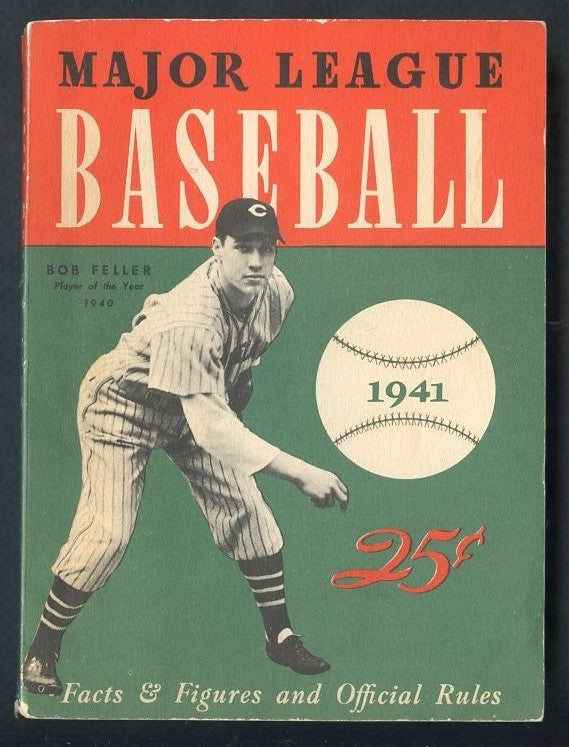 MAJOR LEAGUE
BASEBALL
C
BOB FELLER
Player of the Year
1940
1941
25¢
Facts & Figures and Official Rules